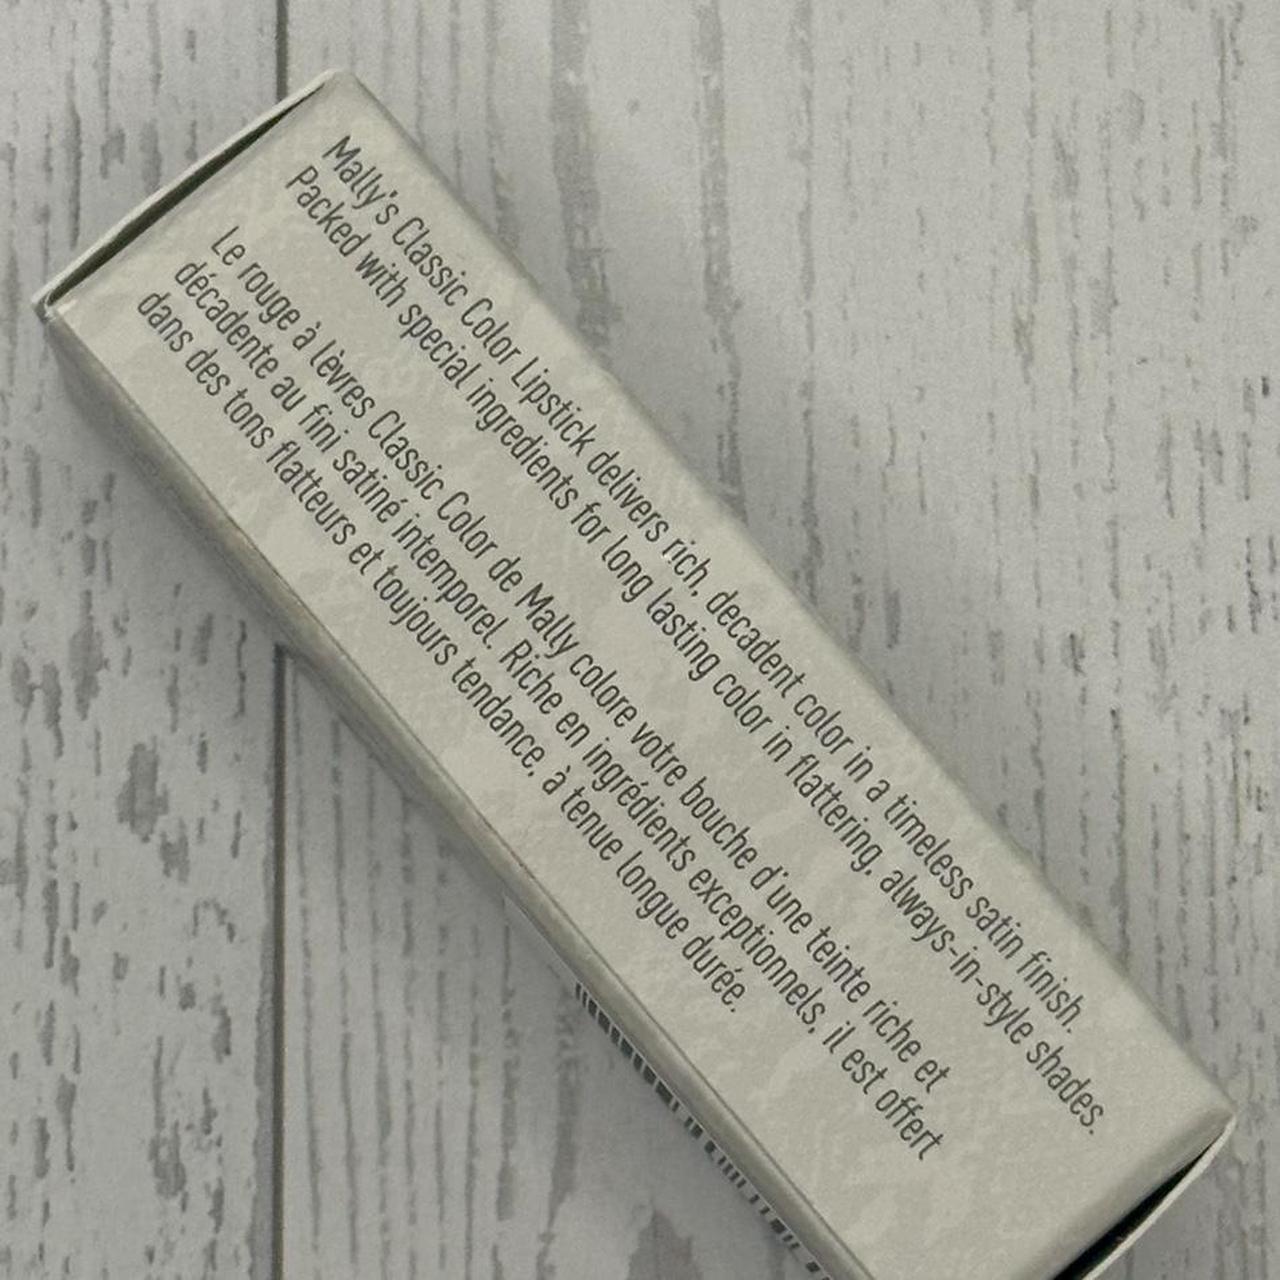 Mally's Classic Color Lipstick delivers rich, decadent color in a timeless satin finish.
Packed with special ingredients for long lasting color in flattering, always-in-style shades.
Le rouge à lèvres Classic Color de Mally colore votre bouche d'une teinte riche et
décadente au fini satiné intemporel. Riche en ingrédients exceptionnels, il est offert
dans des tons flatteurs et toujours tendance, à tenue longue durée.